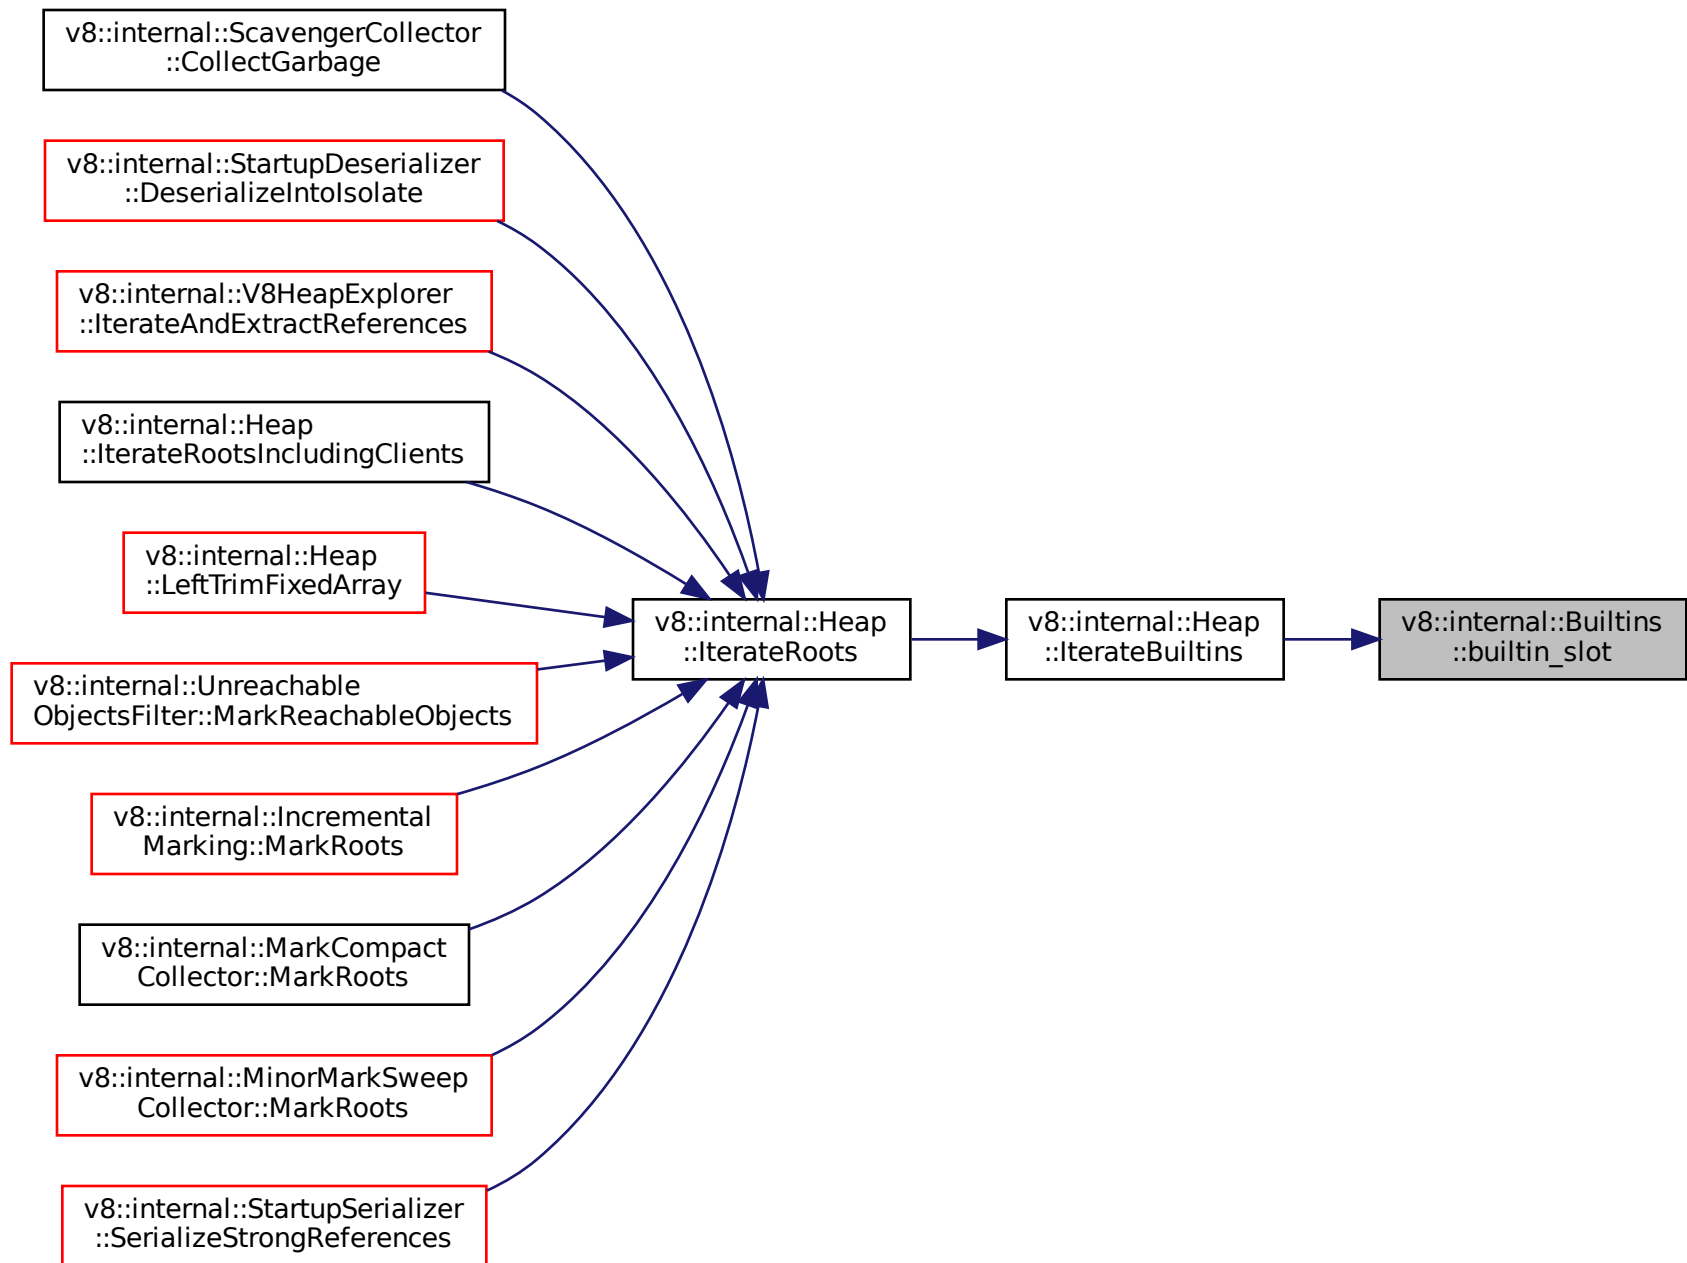 v8::internal::ScavengerCollector
::CollectGarbage
v8::internal::StartupDeserializer
::DeserializeIntoIsolate
v8::internal::V8HeapExplorer
::IterateAndExtractReferences
v8::internal::Heap
::IterateRootsIncludingClients
v8::internal::Heap
::LeftTrimFixedArray
v8::internal::Heap
::IterateRoots
v8::internal::Heap
::IterateBuiltins
v8::internal::Builtins
::builtin_slot
v8::internal::Unreachable
ObjectsFilter::MarkReachableObjects
v8::internal::Incremental
Marking::MarkRoots
v8::internal::MarkCompact
Collector::MarkRoots
v8::internal::MinorMarkSweep
Collector::MarkRoots
v8::internal::StartupSerializer
::SerializeStrongReferences